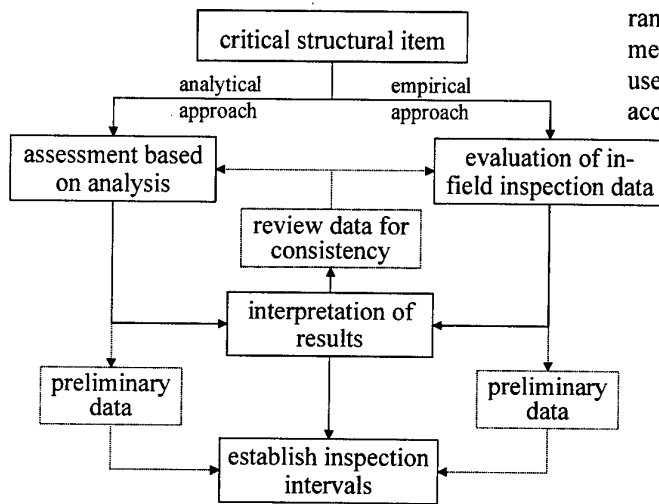 critical structural item
ran
me
use
acc
analytical
approach
empirical
approach
assessment based
on analysis
evaluation of in-
field inspection data
review data for
consistency
interpretation of
results
preliminary
data
preliminary
data
establish inspection
intervals